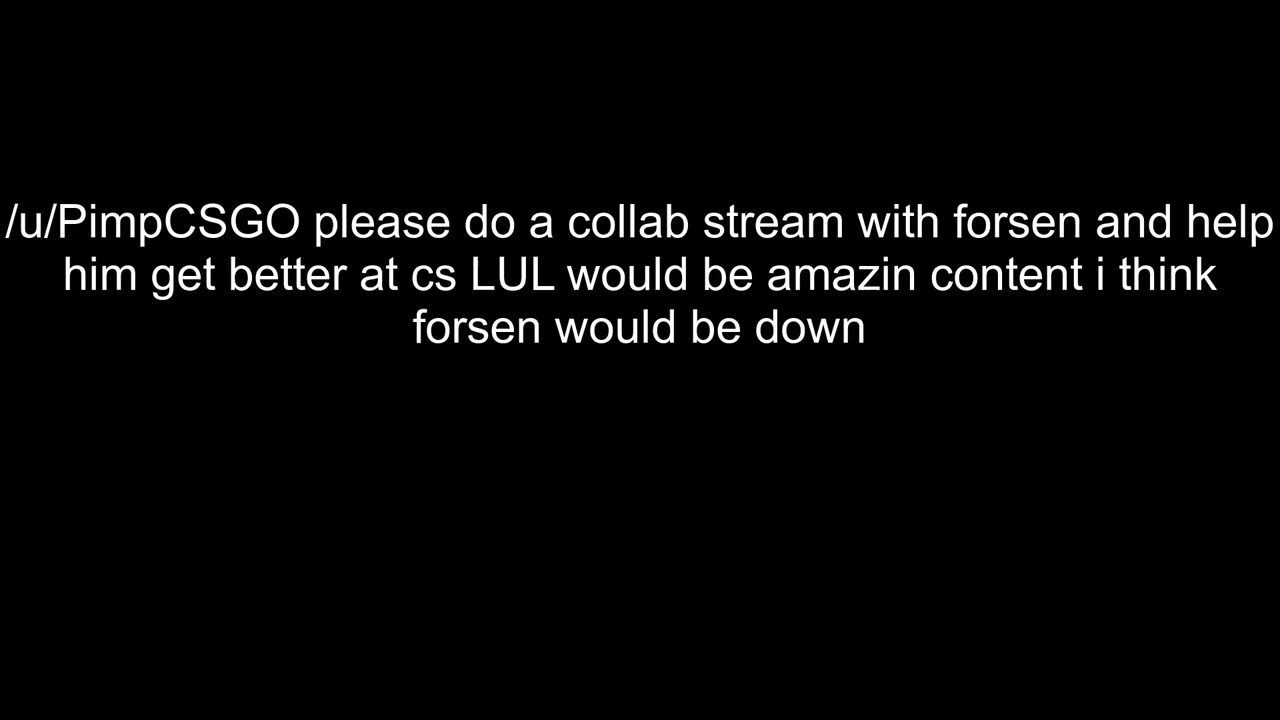 /u/PimpCSGO please do a collab stream with forsen and help
him get better at cs LUL would be amazin content i think
forsen would be down